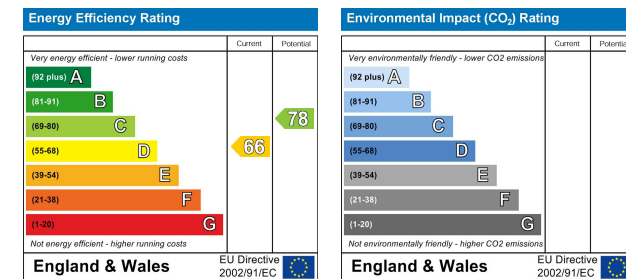 Energy Efficiency Rating
Current Potential
Very energy efficient - lower running costs
(92 plus) A
(81-91) B
(69-80) C
78
(55-68) D
66
(39-54) E
(21-38) F
(1-20) G
Not energy efficient - higher running costs
England & Wales
EU Directive
2002/91/EC
Environmental Impact (CO2) Rating
Current Potential
Very environmentally friendly - lower CO2 emissions
(92 plus) A
(81-91) B
(69-80) C
(55-68) D
(39-54) E
(21-38) F
(1-20) G
Not environmentally friendly - higher CO2 emissions
England & Wales
EU Directive
2002/91/EC